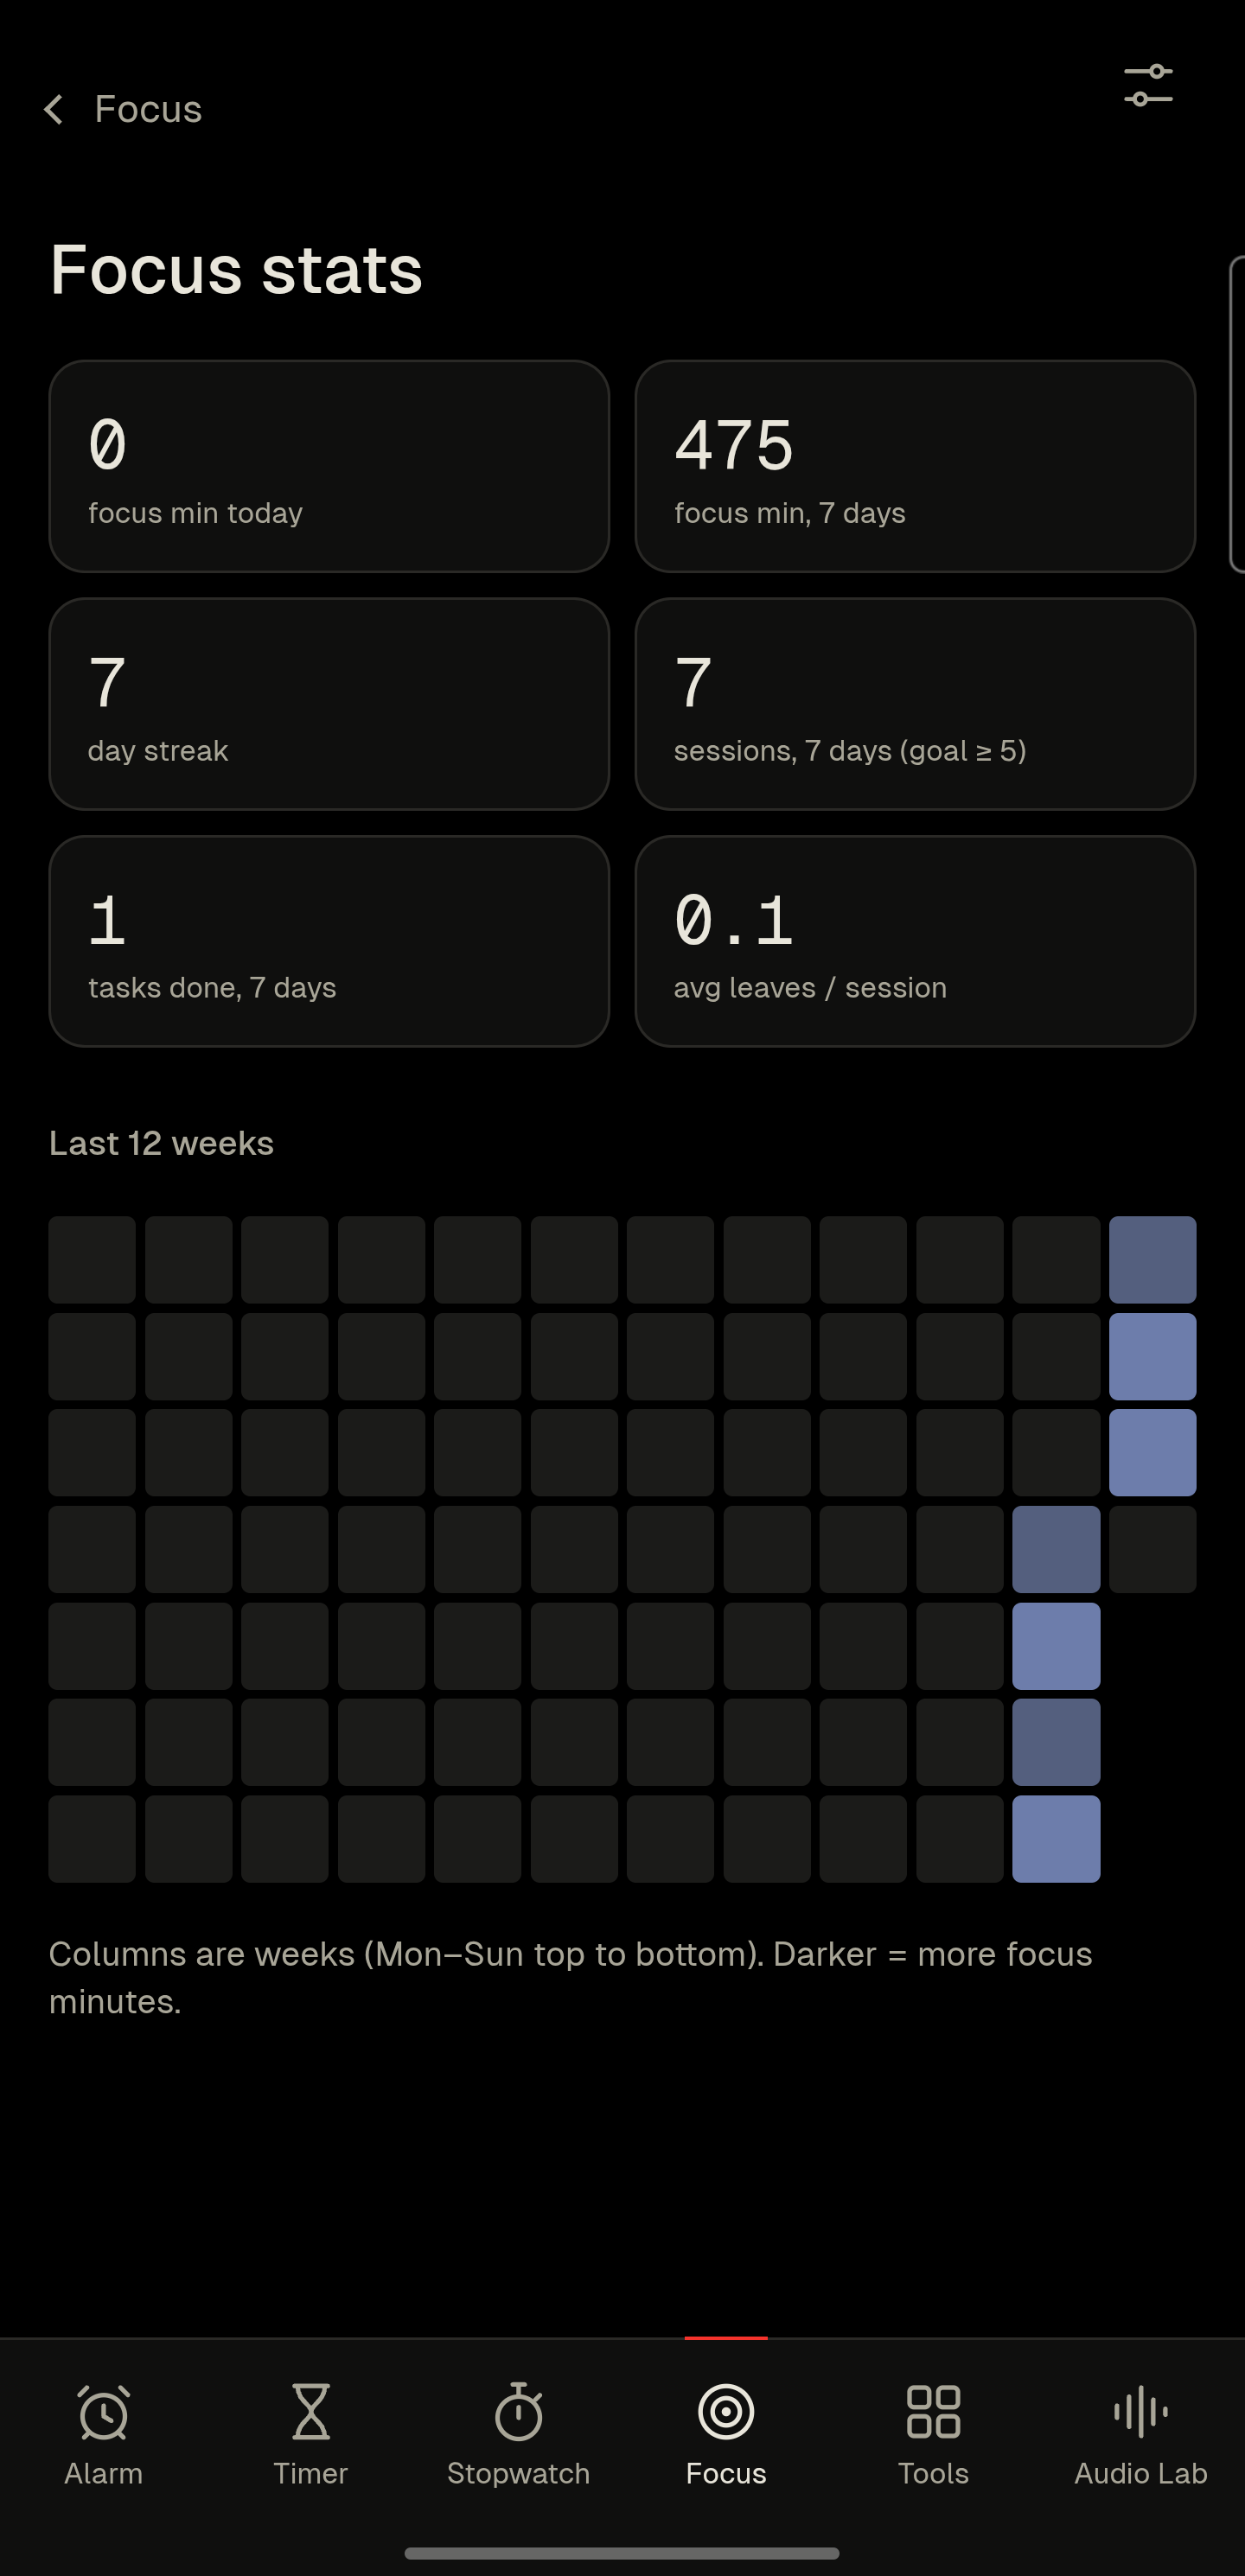 Focus
Focus stats
0
focus min today
475
focus min, 7 days
7
day streak
7
sessions, 7 days (goal ≥ 5)
1
tasks done, 7 days
0.1
avg leaves / session
Last 12 weeks
Columns are weeks (Mon–Sun top to bottom). Darker = more focus
minutes.
Alarm
Timer
Stopwatch
Focus
Tools
Audio Lab